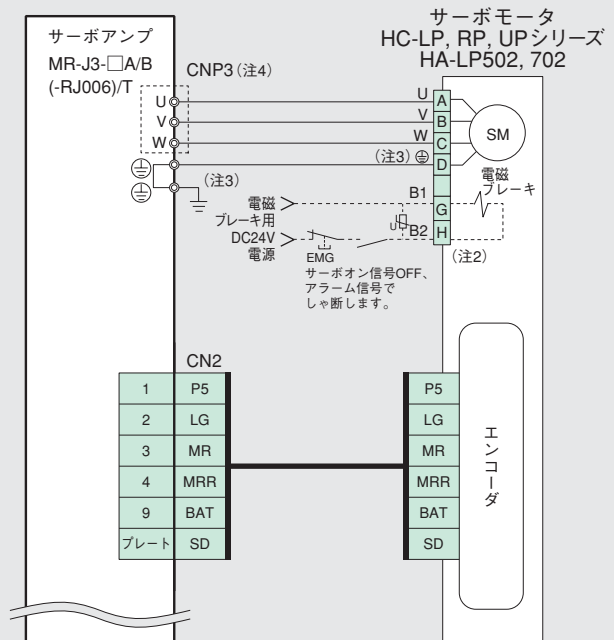 サーボアンプ
MR-J3-□A/B
(-RJ006)/T
CNP3(注4)
サーボモータ
HC-LP, RP, UPシリーズ
HA-LP502, 702
U
V
W
U
V
W
(注3)
A
B
C
D
SM
(注3)
電磁
ブレーキ用
DC24V
電源
EMG
サーボオン信号OFF、
アラーム信号で
しゃ断します。
B1
U
B2
G
H
電磁
ブレーキ
(注2)
CN2
1 P5
2 LG
3 MR
4 MRR
9 BAT
プレート SD
P5
LG
MR
MRR
BAT
SD
エンコーダ